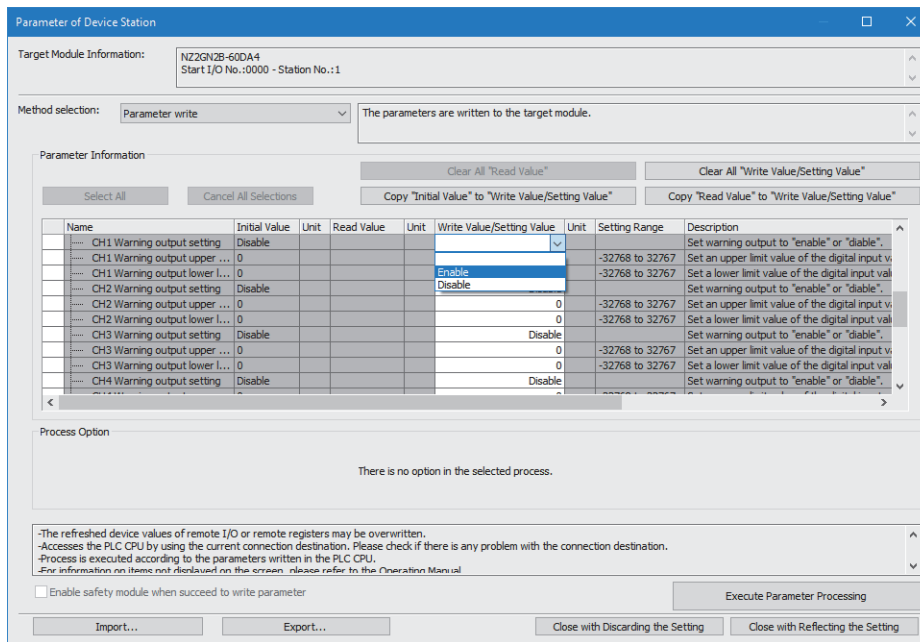 Parameter of Device Station
Target Module Information:
NZ2GN2B-60DA4
Start I/O No.:0000 - Station No.:1
Method selection:
Parameter write
The parameters are written to the target module.
Parameter Information
Clear All "Read Value"
Clear All "Write Value/Setting Value"
Select All
Cancel All Selections
Copy "Initial Value" to "Write Value/Setting Value"
Copy "Read Value" to "Write Value/Setting Value"
Name Initial Value Unit Read Value Unit Write Value/Setting Value Unit Setting Range Description
CH1 Warning output setting Disable Set warning output to "enable" or "diable".
CH1 Warning output upper ... 0 -32768 to 32767 Set an upper limit value of the digital input
CH1 Warning output lower l... 0 Enable -32768 to 32767 Set a lower limit value of the digital input
CH2 Warning output setting Disable Disable Set warning output to "enable" or "diable".
CH2 Warning output upper ... 0 0 -32768 to 32767 Set an upper limit value of the digital input
CH2 Warning output lower l... 0 0 -32768 to 32767 Set a lower limit value of the digital input
CH3 Warning output setting Disable Disable Set warning output to "enable" or "diable".
CH3 Warning output upper ... 0 0 -32768 to 32767 Set an upper limit value of the digital input
CH3 Warning output lower l... 0 0 -32768 to 32767 Set a lower limit value of the digital input
CH4 Warning output setting Disable Disable Set warning output to "enable" or "diable".
Process Option
There is no option in the selected process.
-The refreshed device values of remote I/O or remote registers may be overwritten.
-Accesses the PLC CPU by using the current connection destination. Please check if there is any problem with the connection destination.
-Process is executed according to the parameters written in the PLC CPU.
-For information on items not displayed on the screen, please refer to the Operating Manual
Enable safety module when succeed to write parameter
Execute Parameter Processing
Import...
Export...
Close with Discarding the Setting
Close with Reflecting the Setting